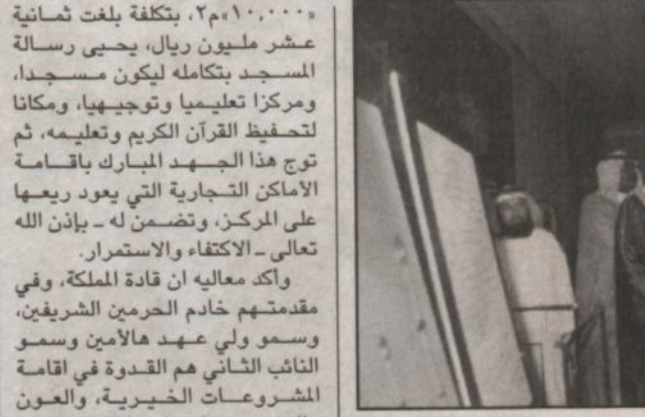 «١٠,٠٠٠»م٢، بتكلفة بلغت ثمانية
عشر مليون ريال، يحيى رسالة
المسجد بتكامله ليكون مسجدا،
ومركزا تعليميا وتوجيهيا، ومكانا
لتحفيظ القرآن الكريم وتعليمه، ثم
توج هذا الجهد المبارك باقامة
الأماكن التجارية التي يعود ريعها
على المركز، وتضمن له ـ بإذن الله
تعالى ـ الاكتفاء والاستمرار.
وأكد معاليه ان قادة المملكة، وفي
مقدمتهم خادم الحرمين الشريفين،
وسمو ولي عهد هالأمين وسمو
النائب الثاني هم القدوة في اقامة
المشروعات الخيرية، والعون